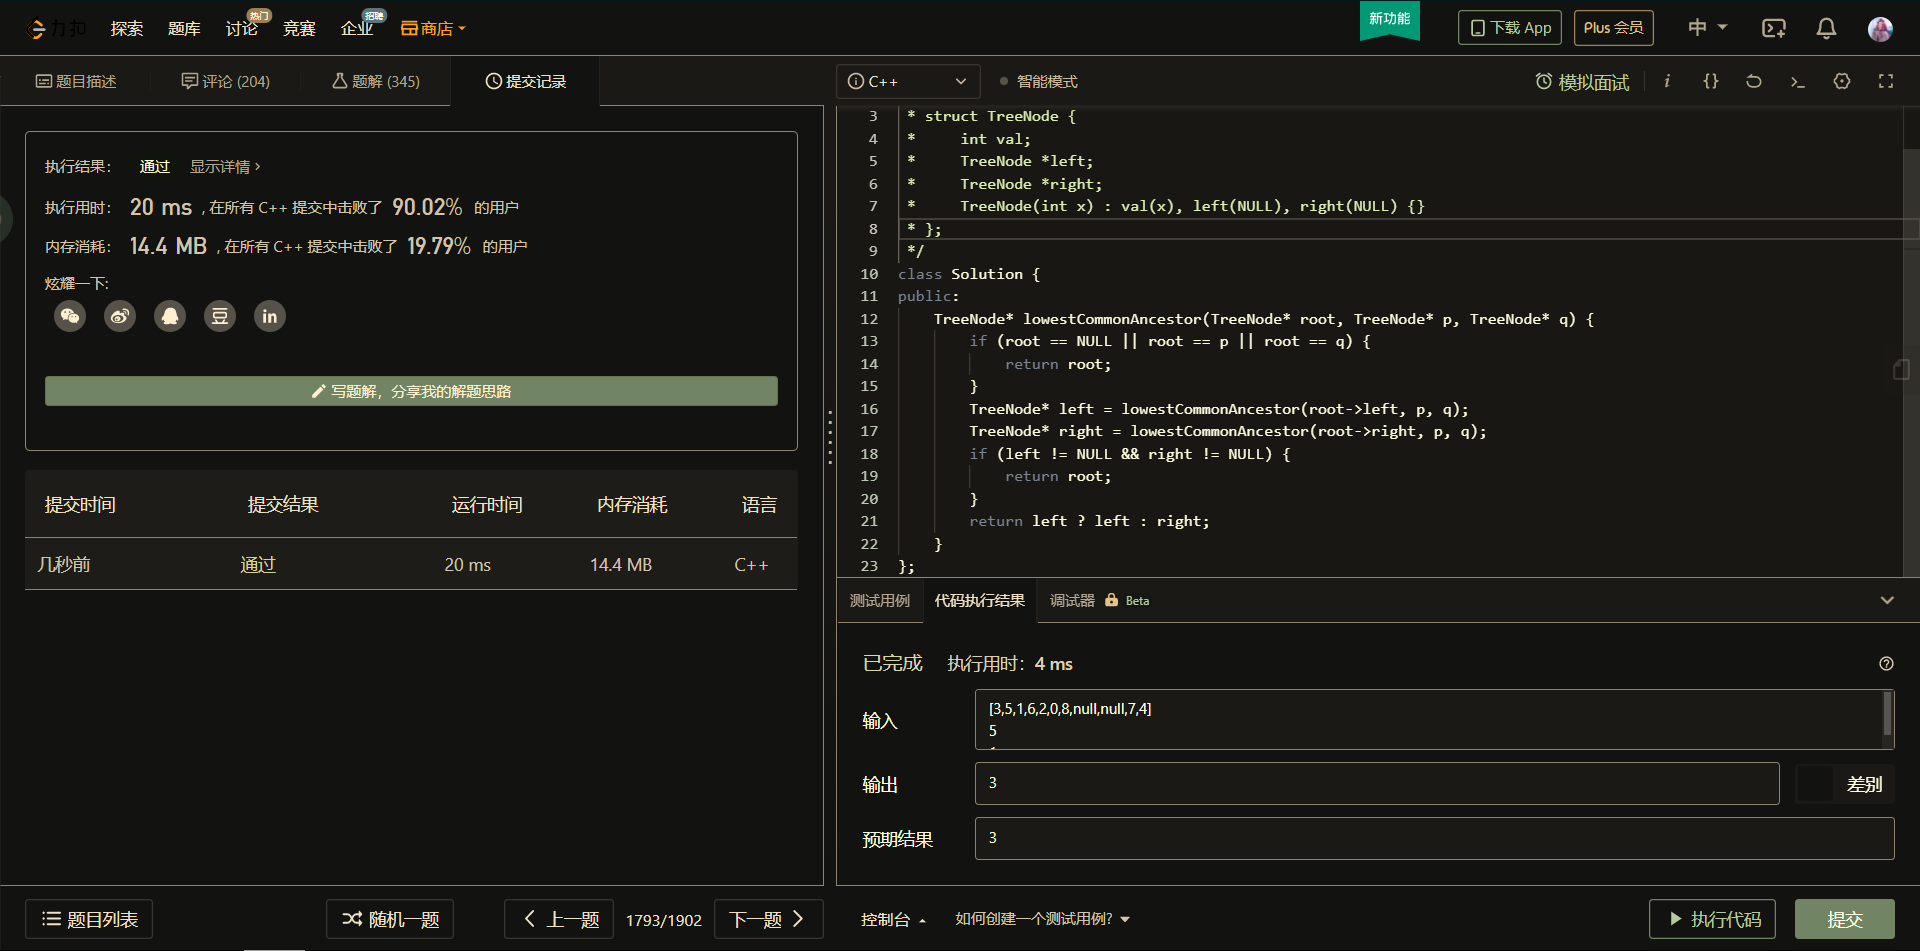 力扣 探索 题库 讨论 热门 竞赛 企业 招聘 商店
新功能 下载 App Plus 会员 中
题目描述 评论 (204) 题解 (345) 提交记录
执行结果： 通过 显示详情 ›
执行用时： 20 ms , 在所有 C++ 提交中击败了 90.02% 的用户
内存消耗： 14.4 MB , 在所有 C++ 提交中击败了 19.79% 的用户
炫耀一下:
豆 in
写题解，分享我的解题思路
提交时间 提交结果 运行时间 内存消耗 语言
几秒前 通过 20 ms 14.4 MB C++
题目列表 随机一题 上一题 1793/1902 下一题
i C++ 智能模式 模拟面试 i {}
3 * struct TreeNode {
4 *     int val;
5 *     TreeNode *left;
6 *     TreeNode *right;
7 *     TreeNode(int x) : val(x), left(NULL), right(NULL) {}
8 * };
9 */
10 class Solution {
11 public:
12     TreeNode* lowestCommonAncestor(TreeNode* root, TreeNode* p, TreeNode* q) {
13         if (root == NULL || root == p || root == q) {
14             return root;
15         }
16         TreeNode* left = lowestCommonAncestor(root->left, p, q);
17         TreeNode* right = lowestCommonAncestor(root->right, p, q);
18         if (left != NULL && right != NULL) {
19             return root;
20         }
21         return left ? left : right;
22     }
23 };
测试用例 代码执行结果 调试器 Beta
已完成 执行用时： 4 ms
输入
[3,5,1,6,2,0,8,null,null,7,4]
5
输出 3 差别
预期结果 3
控制台 如何创建一个测试用例? 执行代码 提交